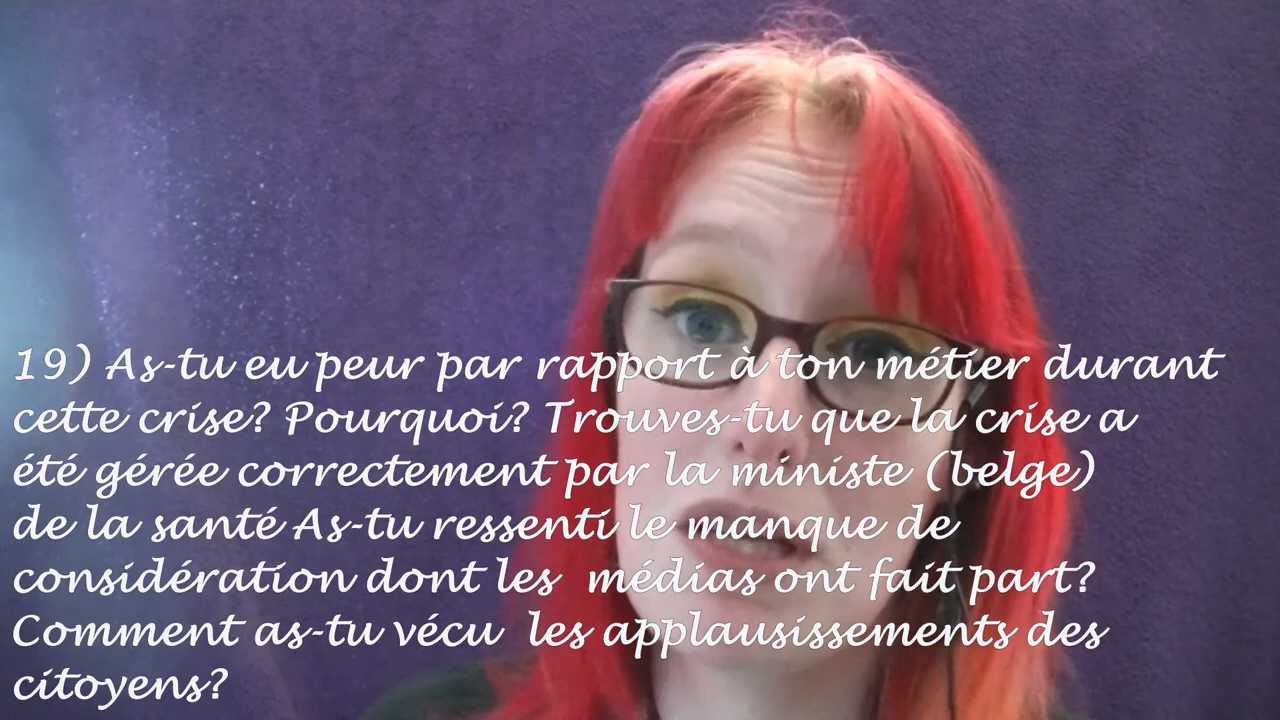 19) As-tu eu peur par rapport à ton métier durant
cette crise? Pourquoi? Trouves-tu que la crise a
été gérée correctement par la ministe (belge)
de la santé As-tu ressenti le manque de
considération dont les médias ont fait part?
Comment as-tu vécu les applausissements des
citoyens?